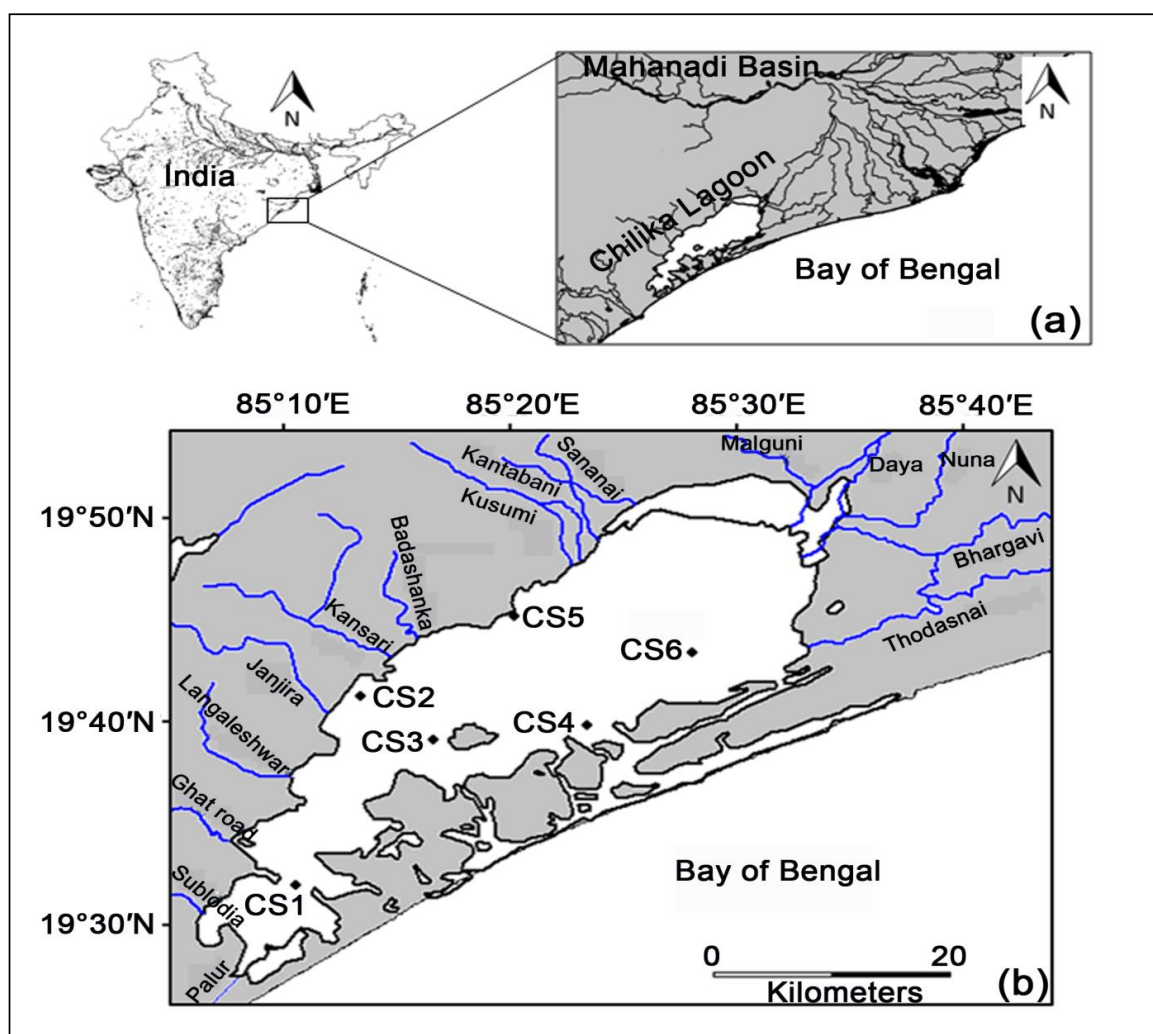 N
India
Mahanadi Basin
N
Chilika Lagoon
Bay of Bengal
(a)
85°10′E 85°20′E 85°30′E 85°40′E
19°50′N
19°40′N
19°30′N
Malguni
Daya
Nuna
N
Sananai
Kantabani
Kusumi
Badashanka
Bhargavi
Kansari
Thodasnai
Janjira
Langaleshwar
Ghat road
Sublodia
Palur
CS5
CS6
CS2
CS4
CS3
CS1
Bay of Bengal
0 20
Kilometers
(b)